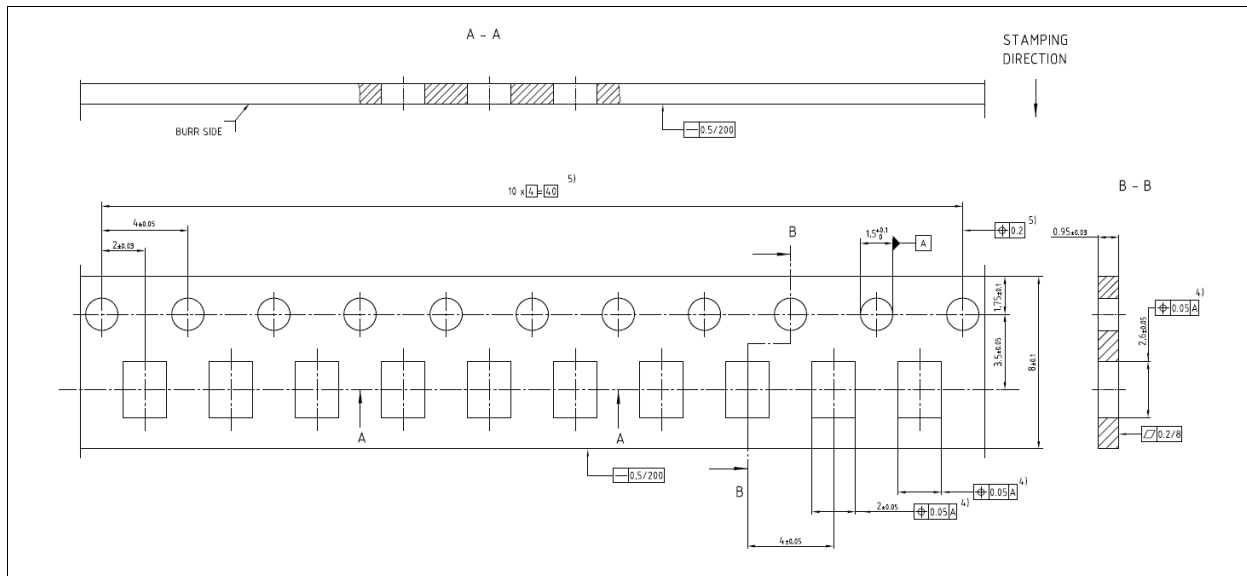 A - A
STAMPING
DIRECTION
BURR SIDE
0.5/200
10 x 4 = 40 5)
B - B
4±0.05
2±0.03
B
1.5 +0.1 0
A
0.2 5)
0.95±0.03
1.75±0.1
3.5±0.05
8±0.1
2.6±0.05
0.05 A 4)
A
A
0.2/8
0.5/200
B
0.05 A 4)
2±0.05
0.05 A 4)
4±0.05